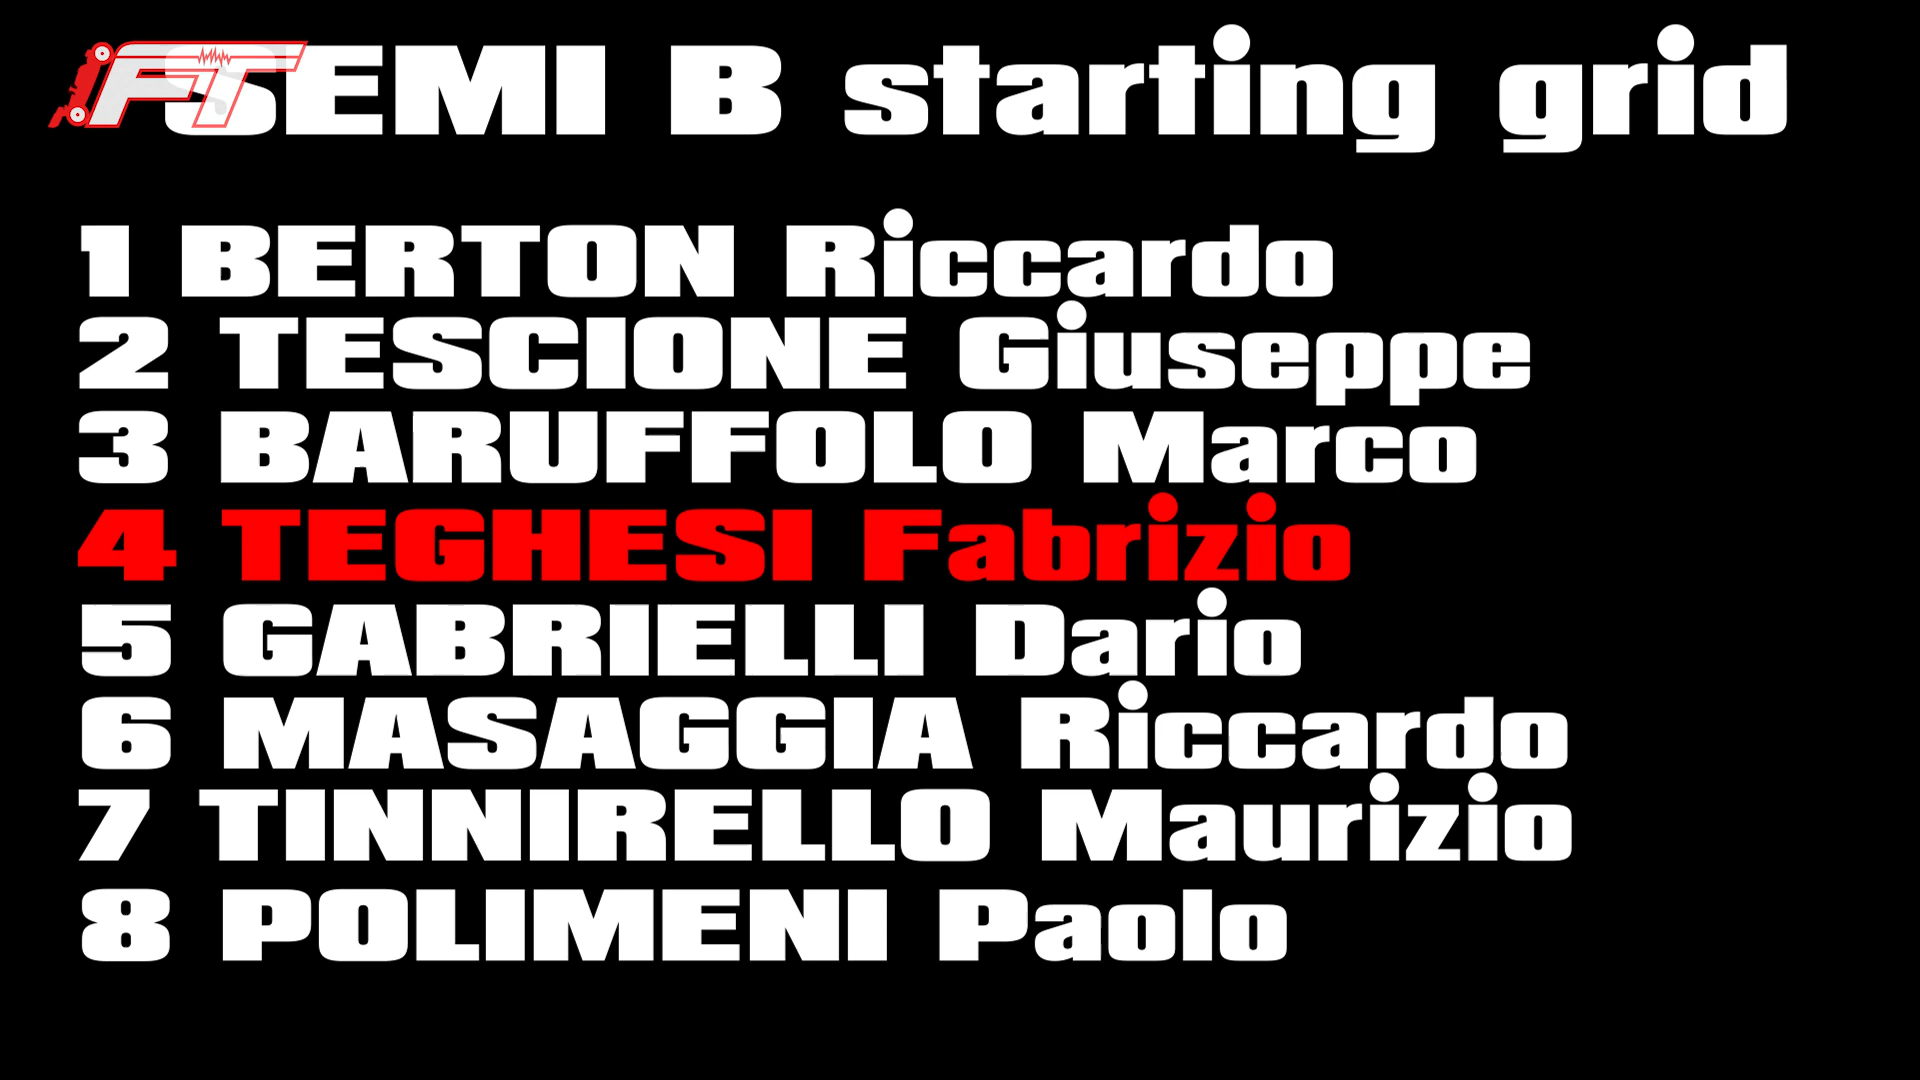 FT
SEMI B starting grid
1 BERTON Riccardo
2 TESCIONE Giuseppe
3 BARUFFOLO Marco
4 TEGHESI Fabrizio
5 GABRIELLI Dario
6 MASAGGIA Riccardo
7 TINNIRELLO Maurizio
8 POLIMENI Paolo